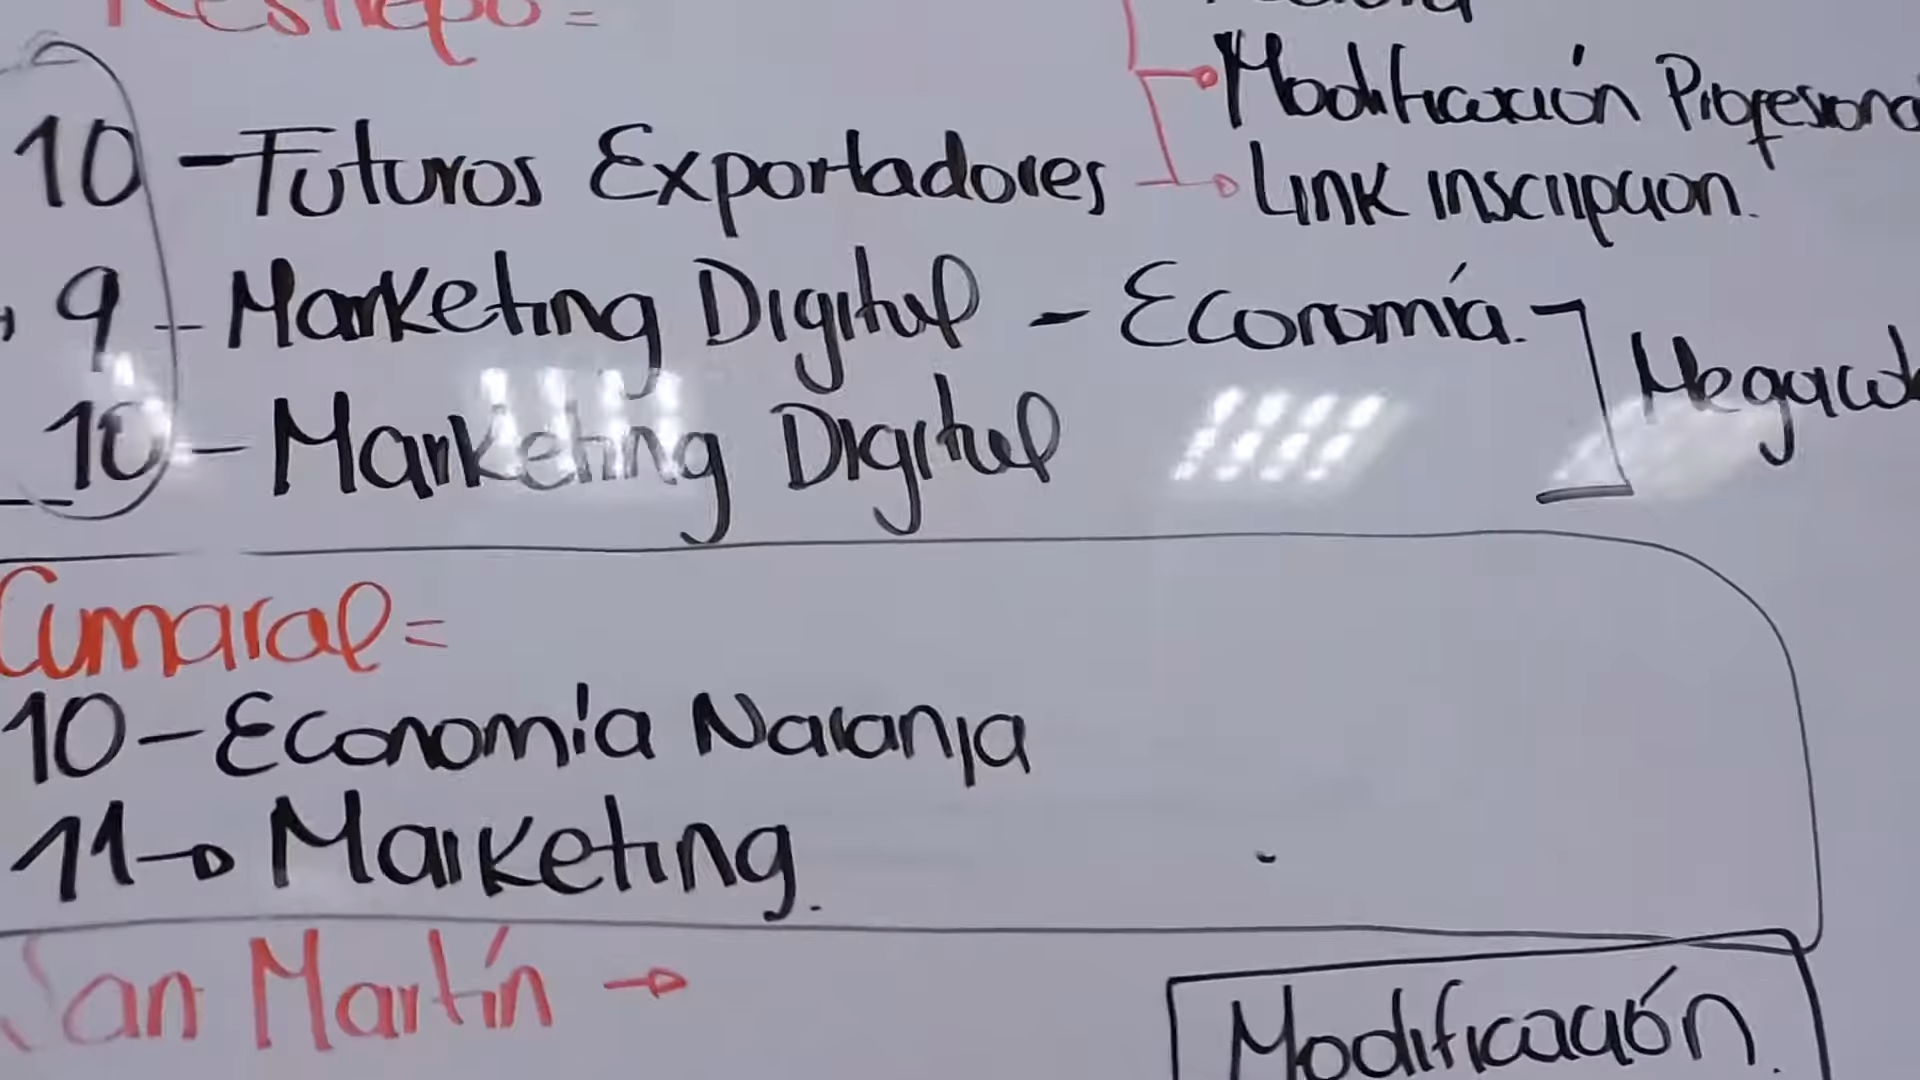 Restrepo =
Modificación Profesional
10 - Futuros Exportadores
Link inscripcion.
9 - Marketing Digital - Economía.
10 - Marketing Digital
Cumaral =
10 - Economía Naranja
11 → Marketing.
San Martín →
Modificación.